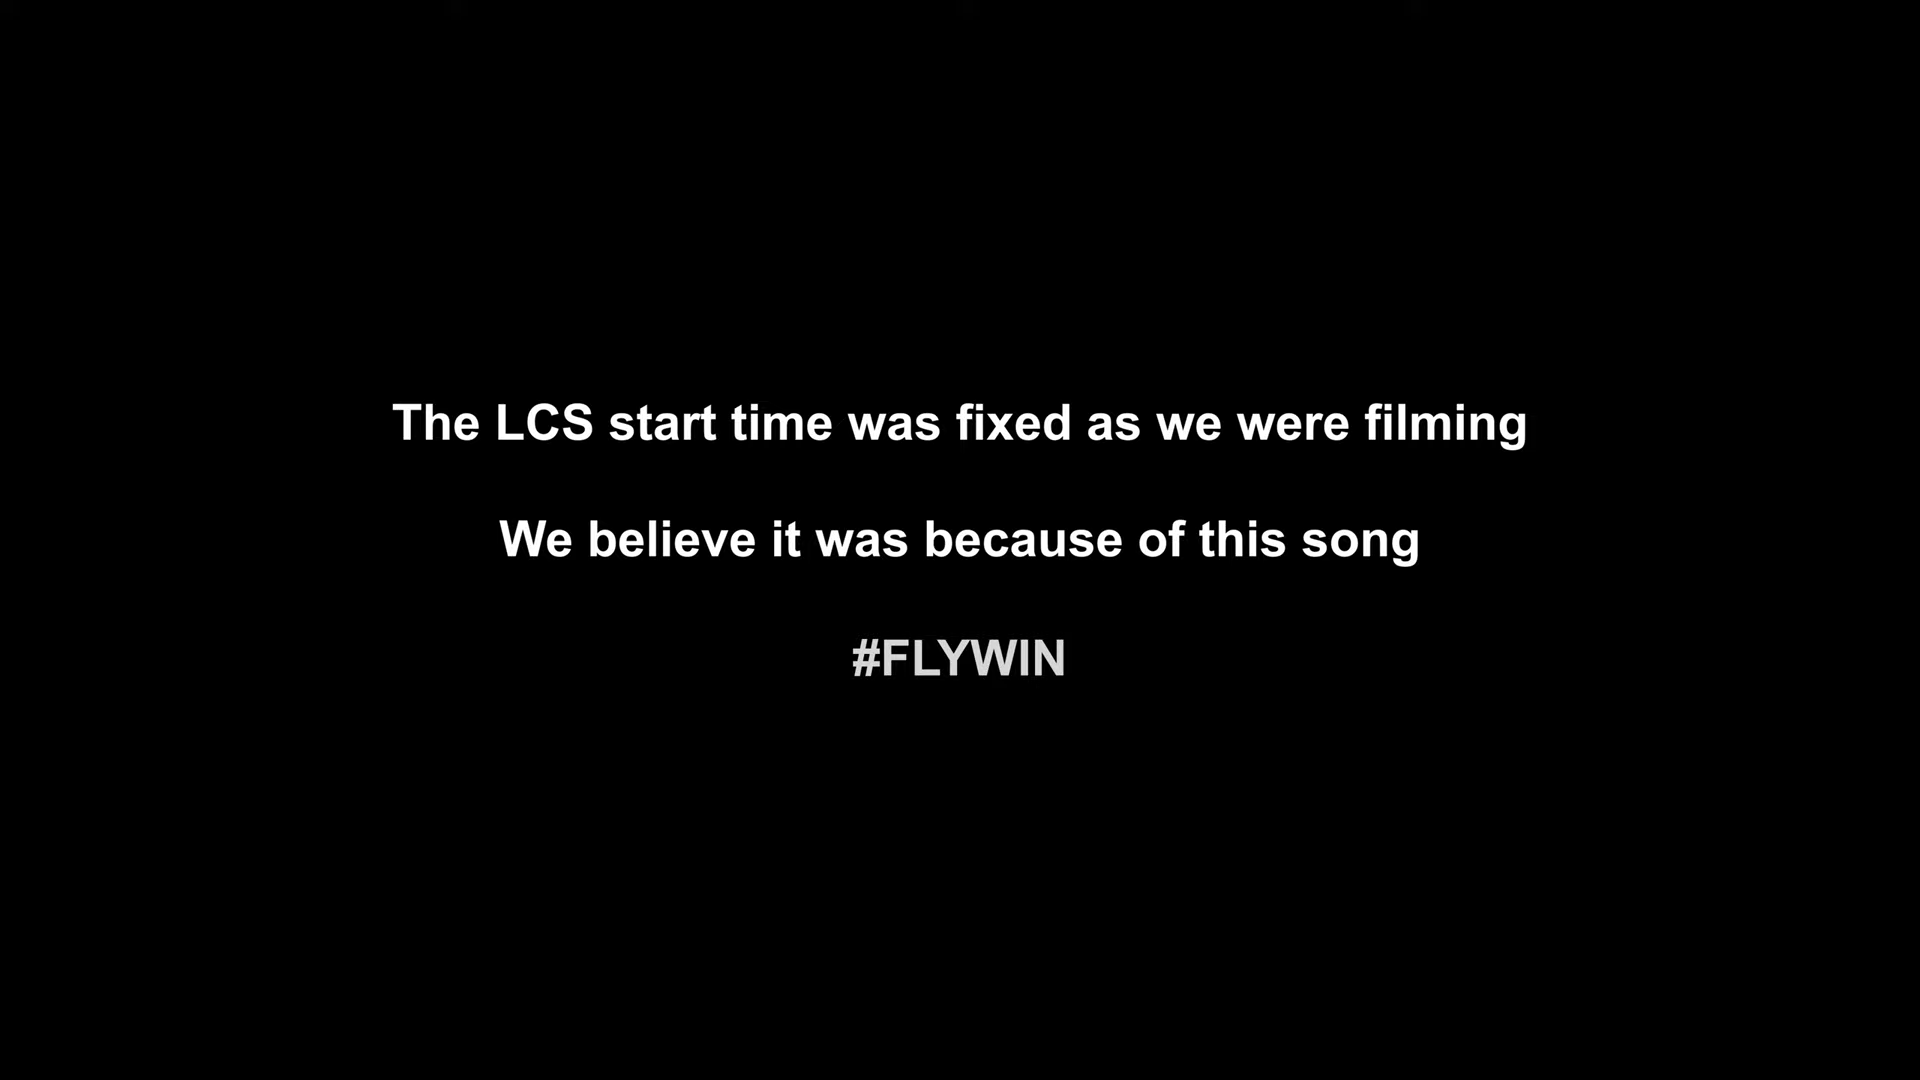 The LCS start time was fixed as we were filming
We believe it was because of this song
#FLYWIN